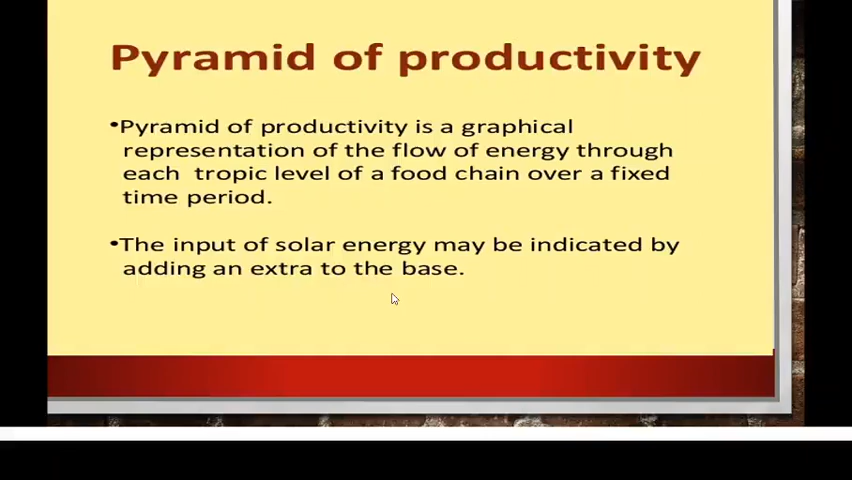 Pyramid of productivity
•Pyramid of productivity is a graphical
representation of the flow of energy through
each tropic level of a food chain over a fixed
time period.
•The input of solar energy may be indicated by
adding an extra to the base.